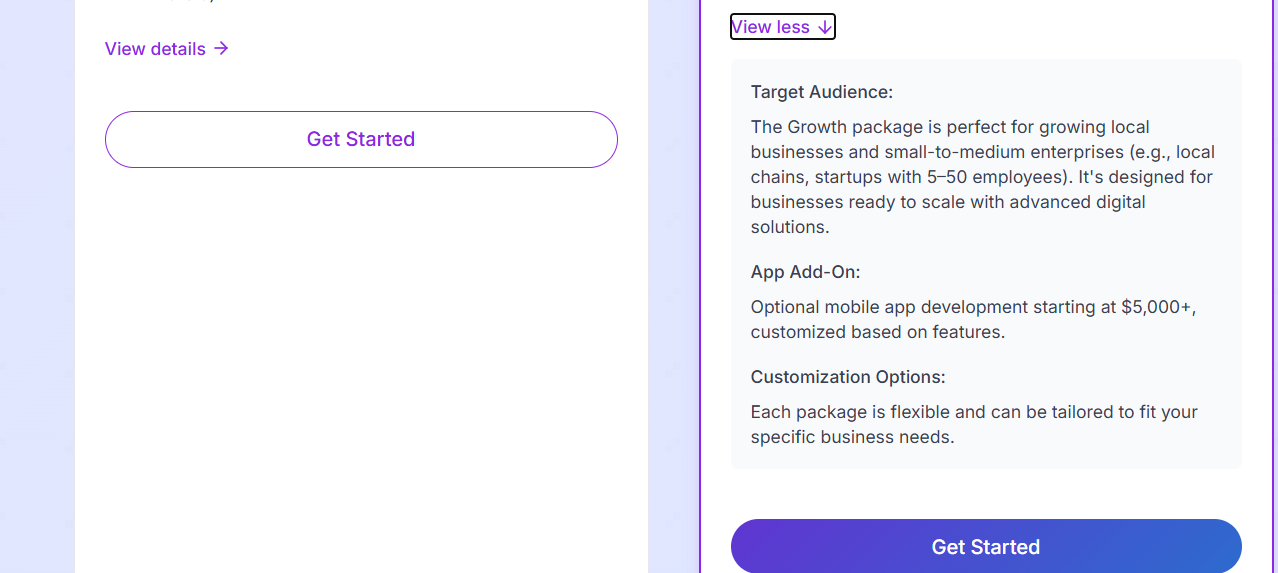 View details →
Get Started
View less ↓
Target Audience:
The Growth package is perfect for growing local
businesses and small-to-medium enterprises (e.g., local
chains, startups with 5–50 employees). It's designed for
businesses ready to scale with advanced digital
solutions.
App Add-On:
Optional mobile app development starting at $5,000+,
customized based on features.
Customization Options:
Each package is flexible and can be tailored to fit your
specific business needs.
Get Started